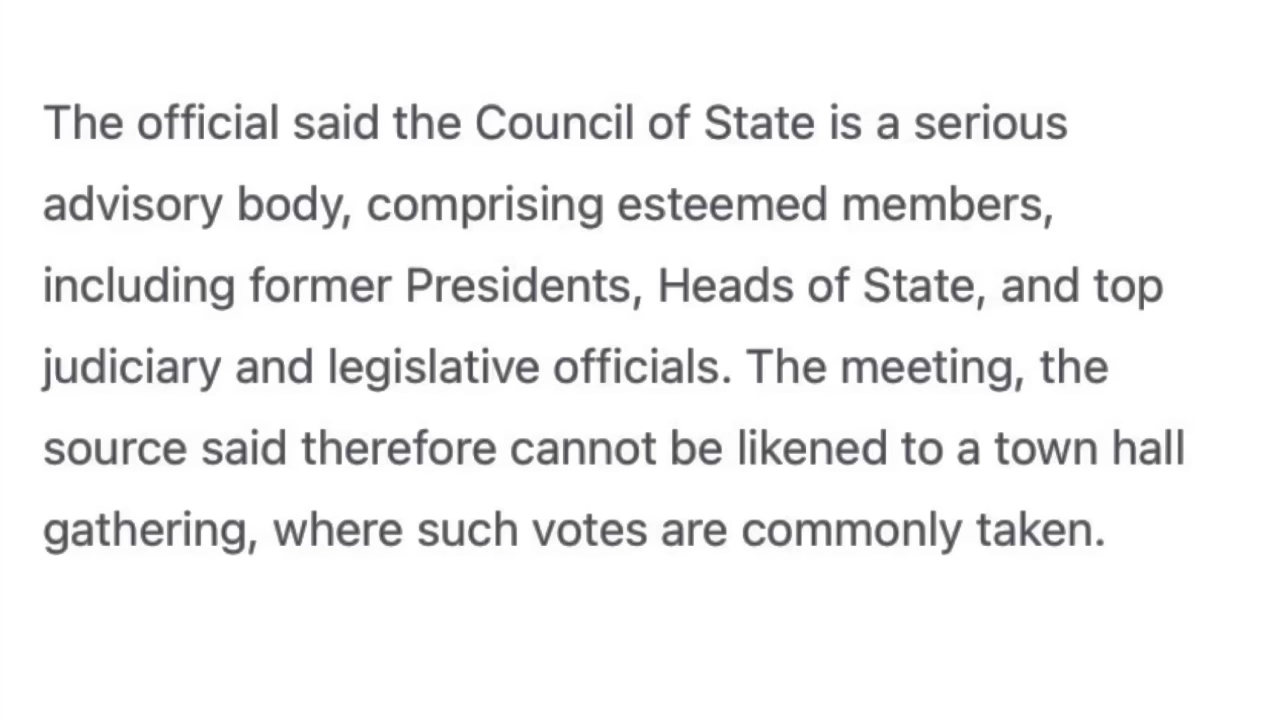 The official said the Council of State is a serious
advisory body, comprising esteemed members,
including former Presidents, Heads of State, and top
judiciary and legislative officials. The meeting, the
source said therefore cannot be likened to a town hall
gathering, where such votes are commonly taken.